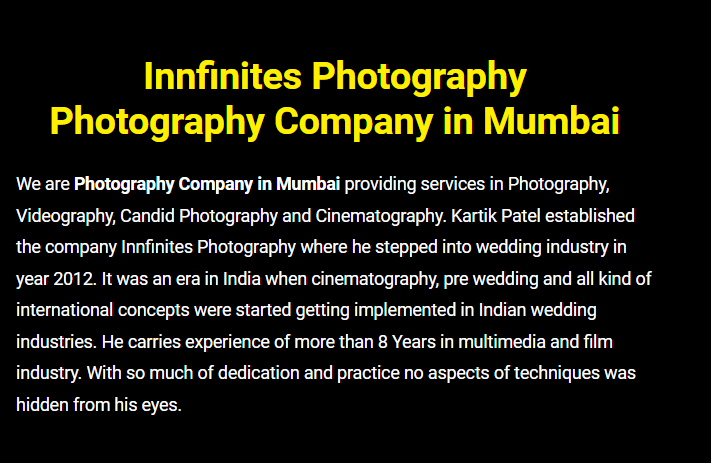 Innfinites Photography
Photography Company in Mumbai
We are Photography Company in Mumbai providing services in Photography,
Videography, Candid Photography and Cinematography. Kartik Patel established
the company Innfinites Photography where he stepped into wedding industry in
year 2012. It was an era in India when cinematography, pre wedding and all kind of
international concepts were started getting implemented in Indian wedding
industries. He carries experience of more than 8 Years in multimedia and film
industry. With so much of dedication and practice no aspects of techniques was
hidden from his eyes.